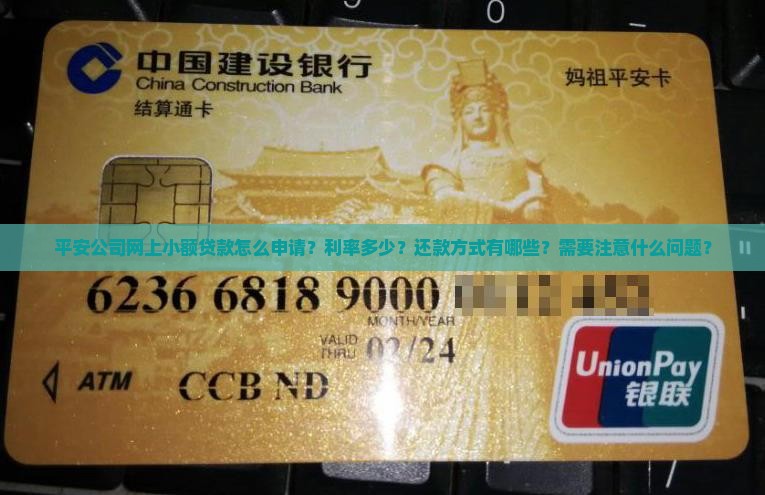 0
中国建设银行
China Construction Bank
妈祖平安卡
结算通卡
平安公司网上小额贷款怎么申请？利率多少？还款方式有哪些？需要注意什么问题？
6236 6818 9000
MONTH/YEAR
VALID
THRU 02/24
ATM CCB ND
UnionPay
银联